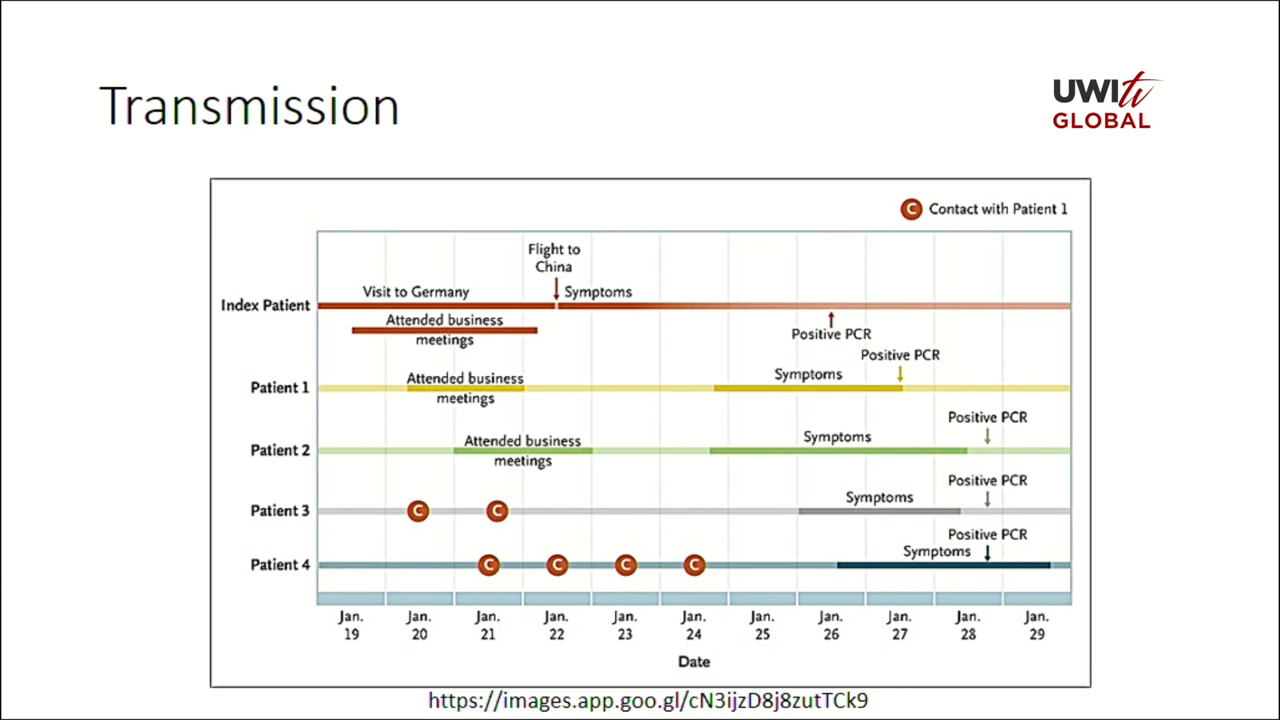 Transmission
UWItv
GLOBAL
C Contact with Patient 1
Flight to
China
Visit to Germany
Symptoms
Index Patient
Attended business
meetings
Positive PCR
Positive PCR
Attended business
meetings
Symptoms
Patient 1
Positive PCR
Attended business
meetings
Symptoms
Patient 2
Positive PCR
Symptoms
Patient 3
C C
Positive PCR
Symptoms
Patient 4
C C C C
Jan. Jan. Jan. Jan. Jan. Jan. Jan. Jan. Jan. Jan. Jan.
19 20 21 22 23 24 25 26 27 28 29
Date
https://images.app.goo.gl/cN3ijzD8j8zutTCk9